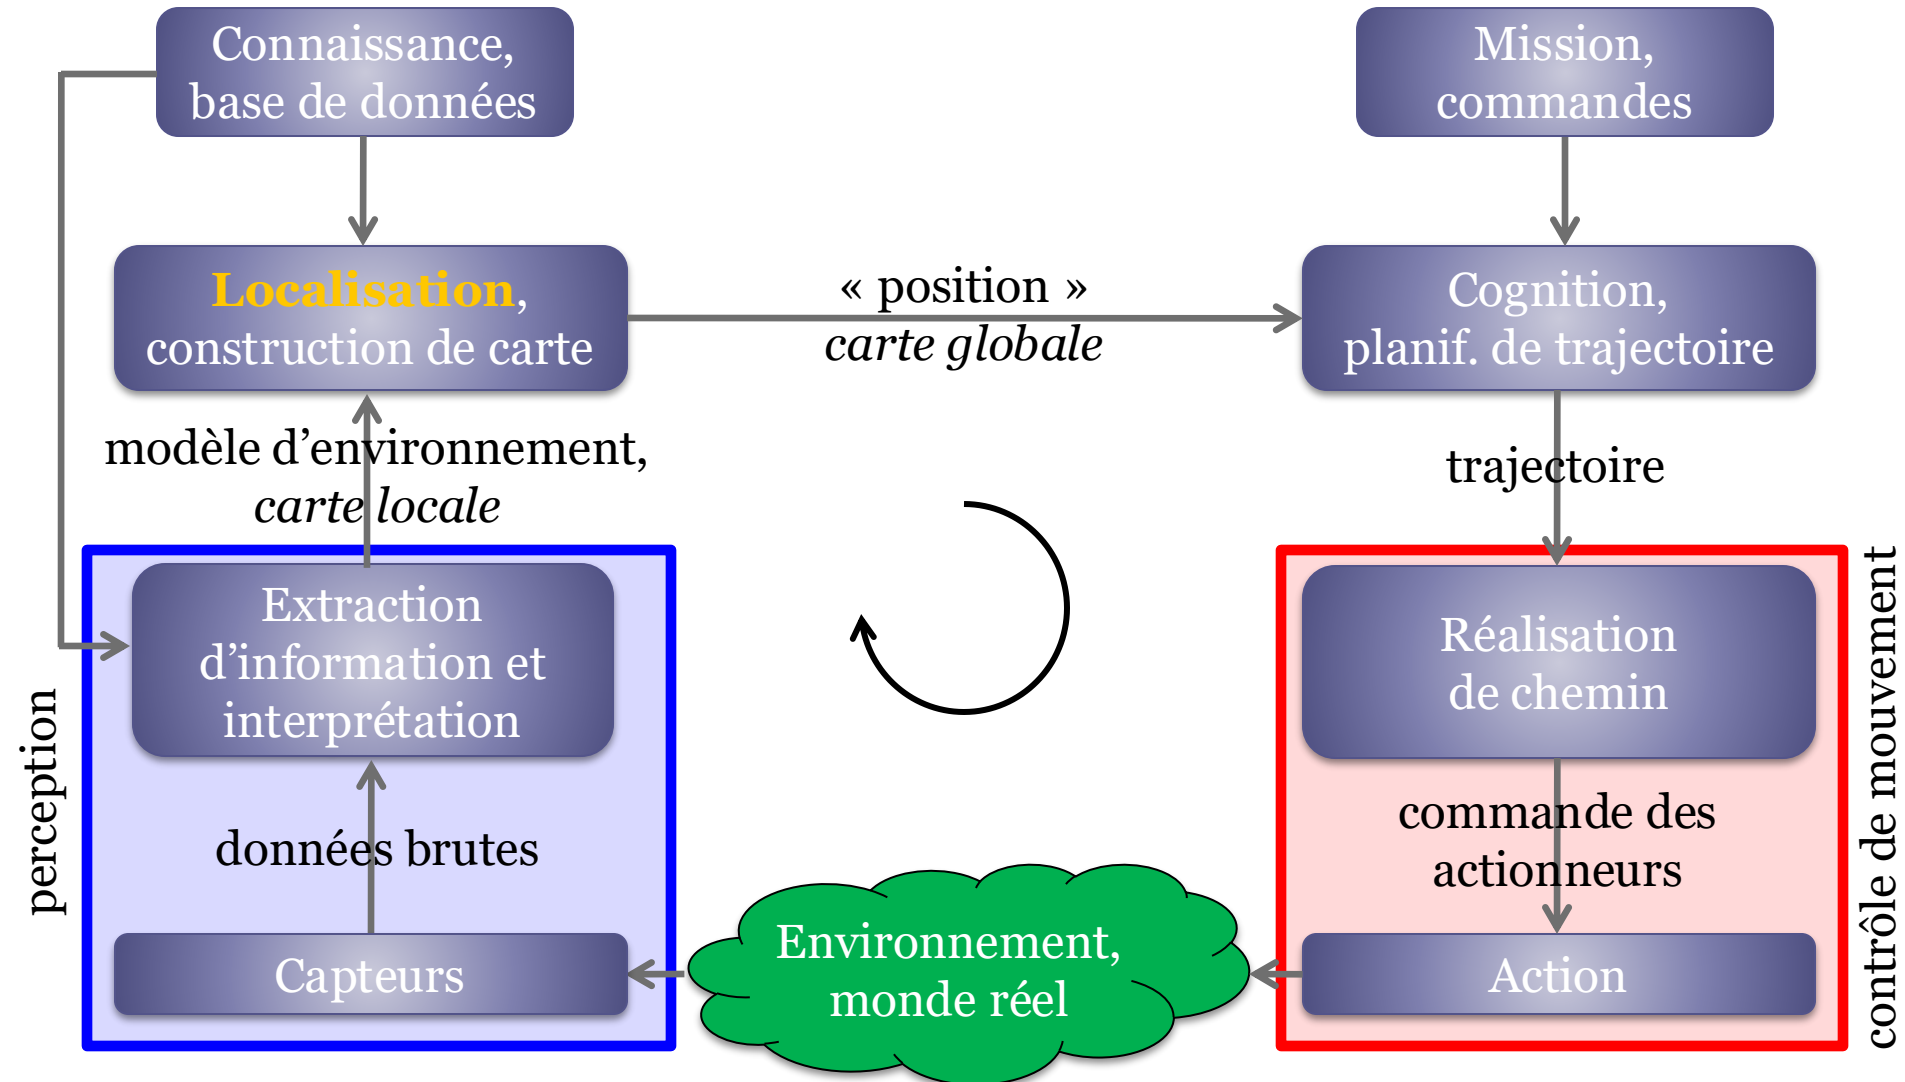 Connaissance,
base de données
Mission,
commandes
Localisation,
construction de carte
« position »
carte globale
Cognition,
planif. de trajectoire
modèle d’environnement,
carte locale
trajectoire
perception
Extraction
d’information et
interprétation
données brutes
Capteurs
Environnement,
monde réel
Réalisation
de chemin
commande des
actionneurs
Action
contrôle de mouvement